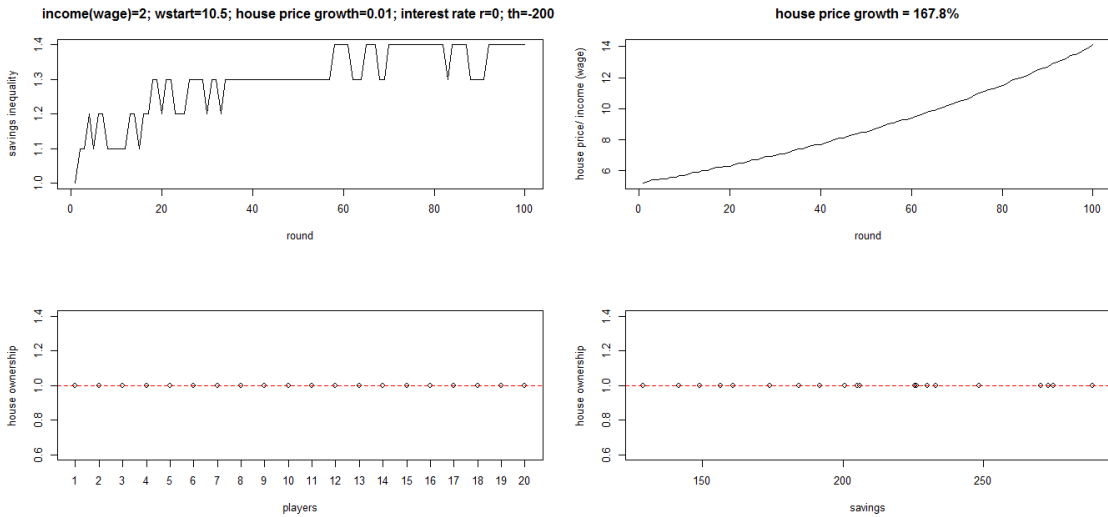 income(wage)=2; wstart=10.5; house price growth=0.01; interest rate r=0; th=-200
savings inequality
1.4
1.3
1.2
1.1
1.0
0 20 40 60 80 100
round
house price growth = 167.8%
house price/ income (wage)
14
12
10
8
6
0 20 40 60 80 100
round
house ownership
1.4
1.2
1.0
0.8
0.6
1 2 3 4 5 6 7 8 9 10 11 12 13 14 15 16 17 18 19 20
players
house ownership
1.4
1.2
1.0
0.8
0.6
150 200 250
savings